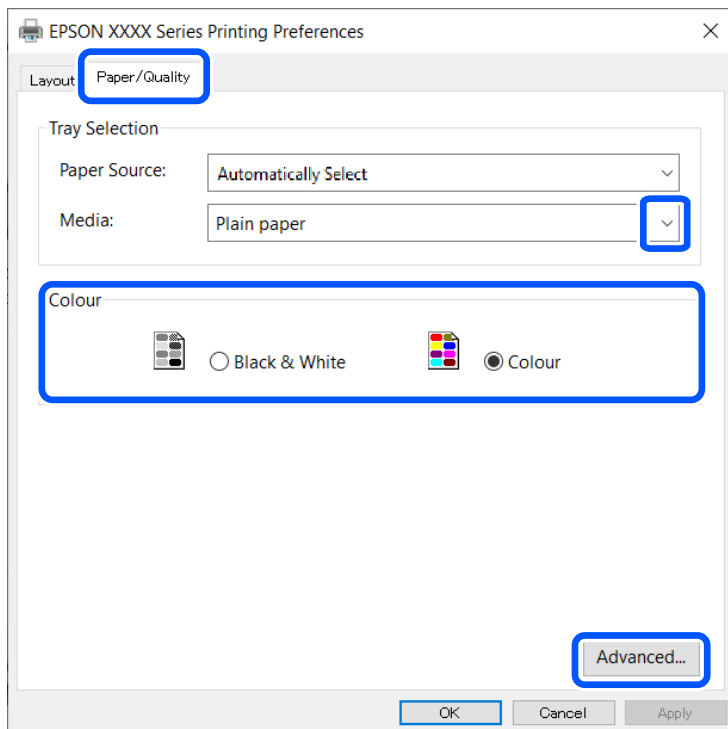 EPSON XXXX Series Printing Preferences
Layout Paper/Quality
Tray Selection
Paper Source: Automatically Select
Media: Plain paper
Colour
Black & White Colour
Advanced...
OK Cancel Apply